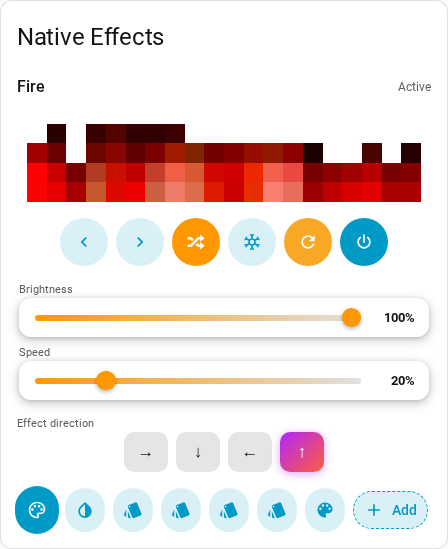 Native Effects
Fire
Active
Brightness
100%
Speed
20%
Effect direction
→ ↓ ← ↑
Add